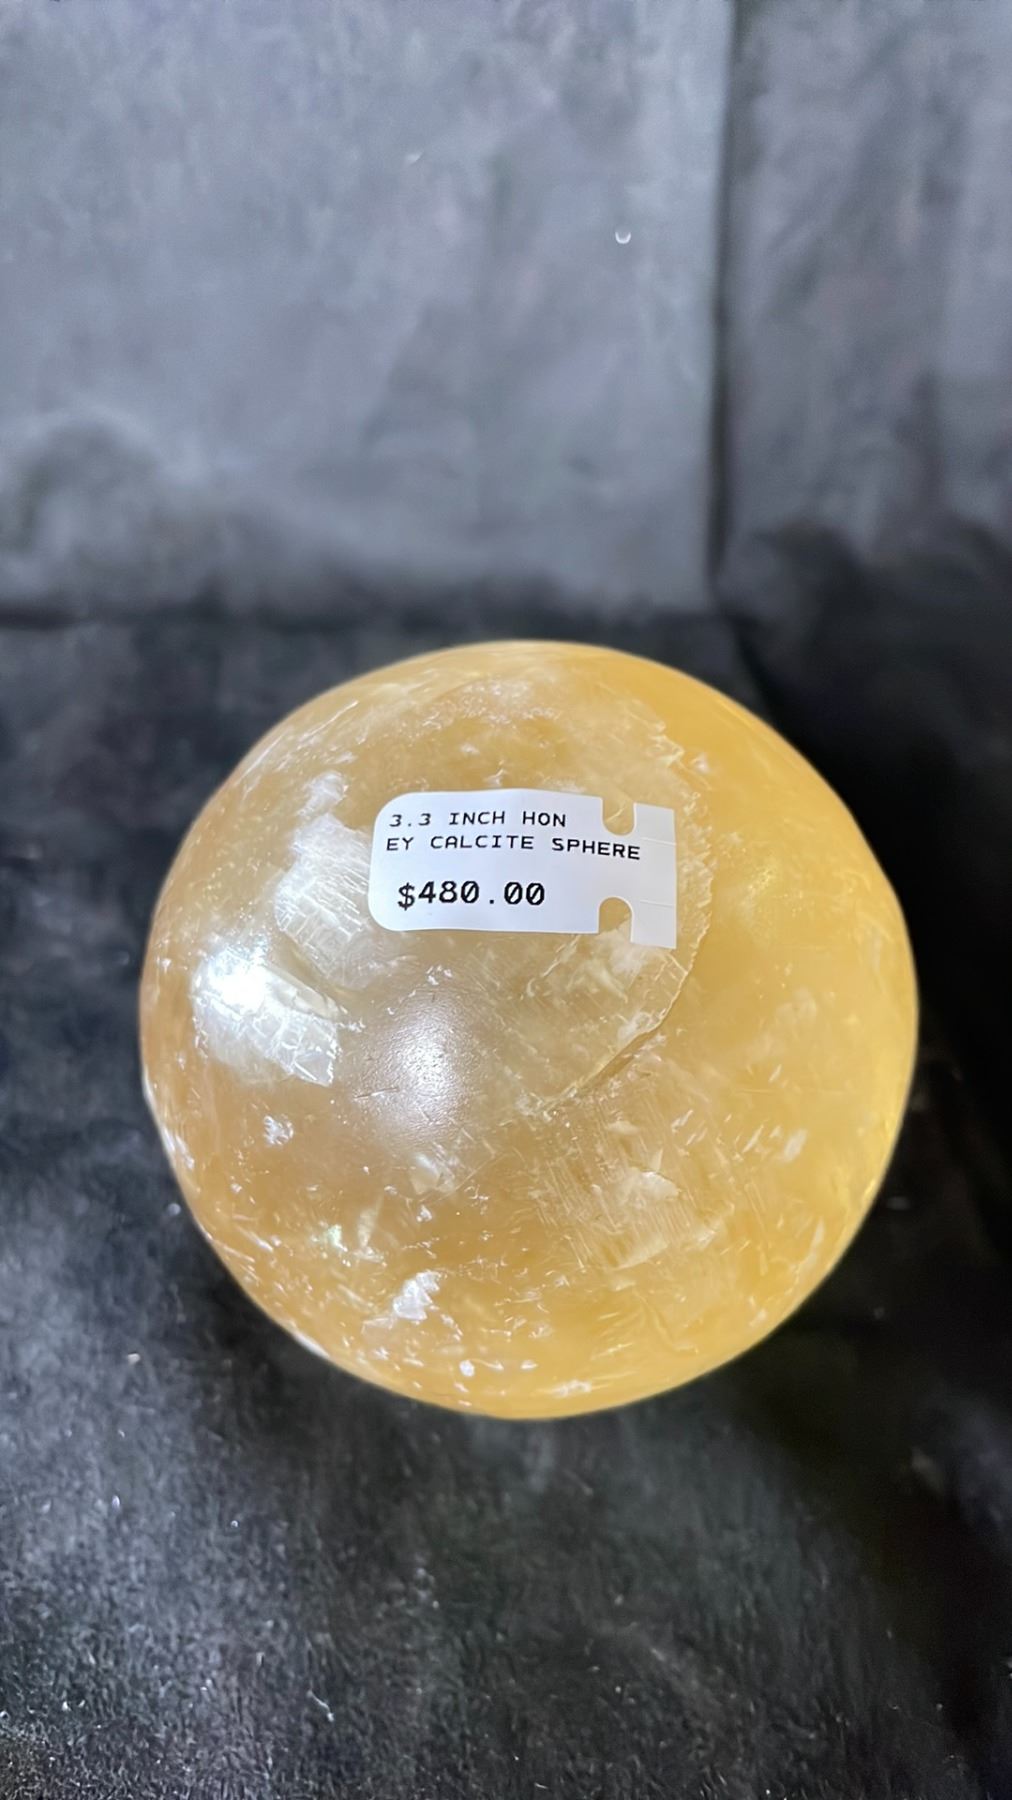 3.3 INCH HON
EY CALCITE SPHERE
$480.00